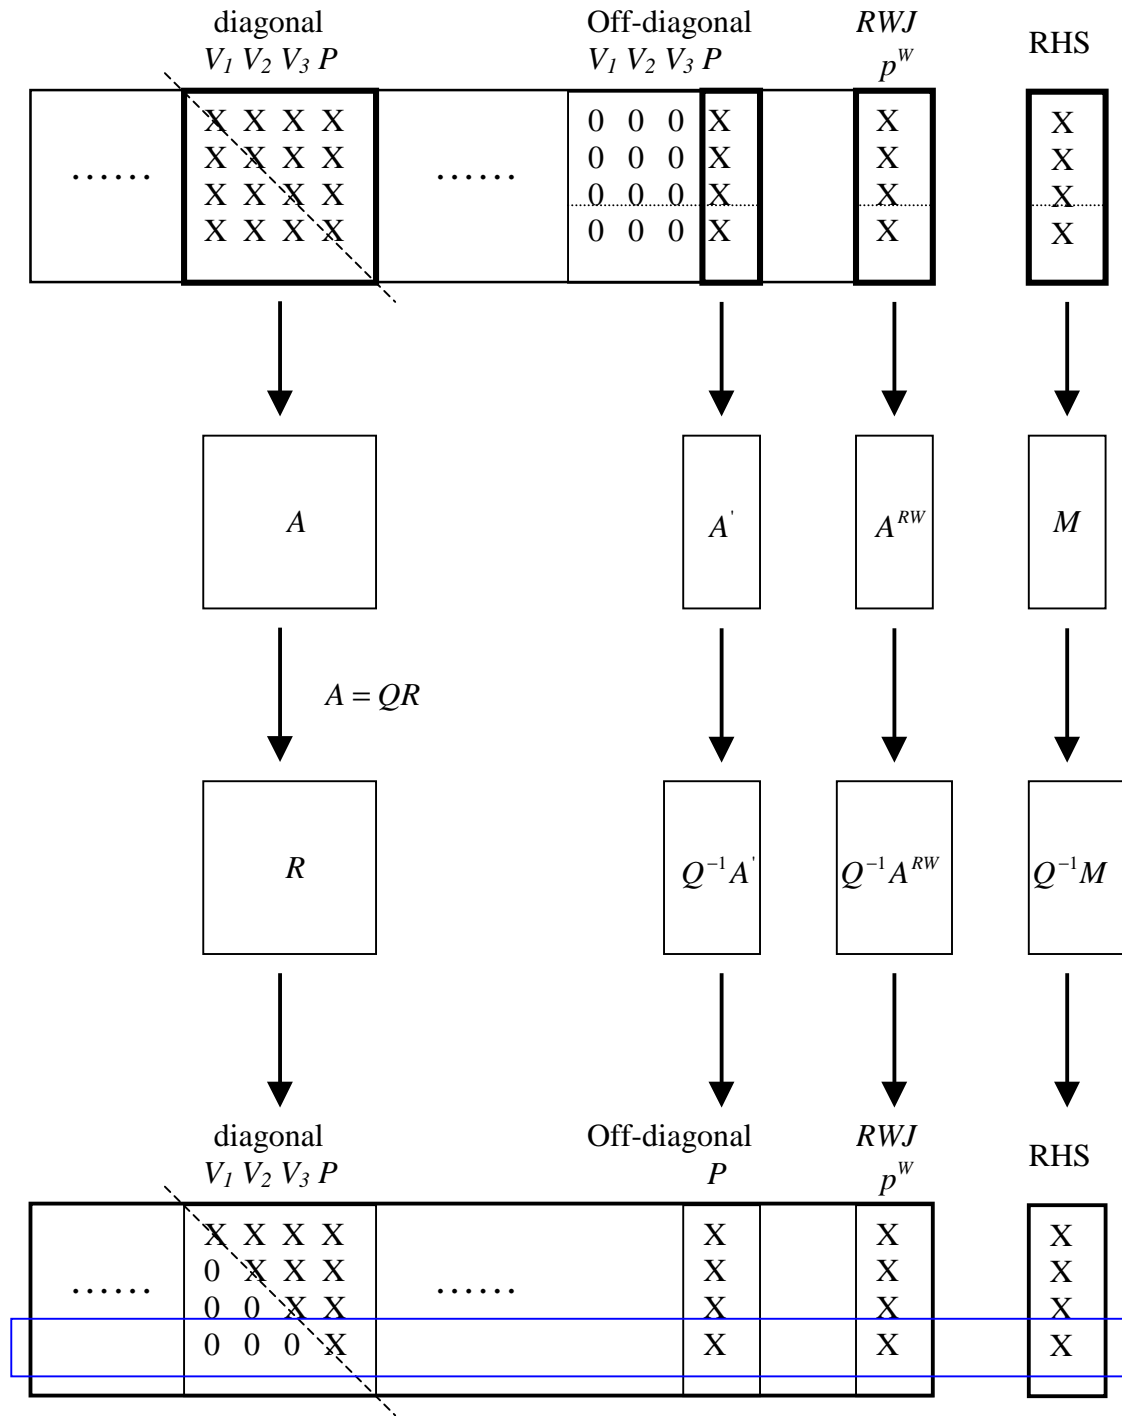 diagonal Off-diagonal RWJ RHS
V₁ V₂ V₃ P V₁ V₂ V₃ P p^W
X X X X 0 0 0 X X X
X X X X 0 0 0 X X X
...... ......
X X X X 0 0 0 X X X
X X X X 0 0 0 X X X
A A' A^RW M
A = QR
R Q⁻¹A' Q⁻¹A^RW Q⁻¹M
diagonal Off-diagonal RWJ RHS
V₁ V₂ V₃ P P p^W
X X X X X X X
0 X X X X X X
...... ......
0 0 X X X X X
0 0 0 X X X X